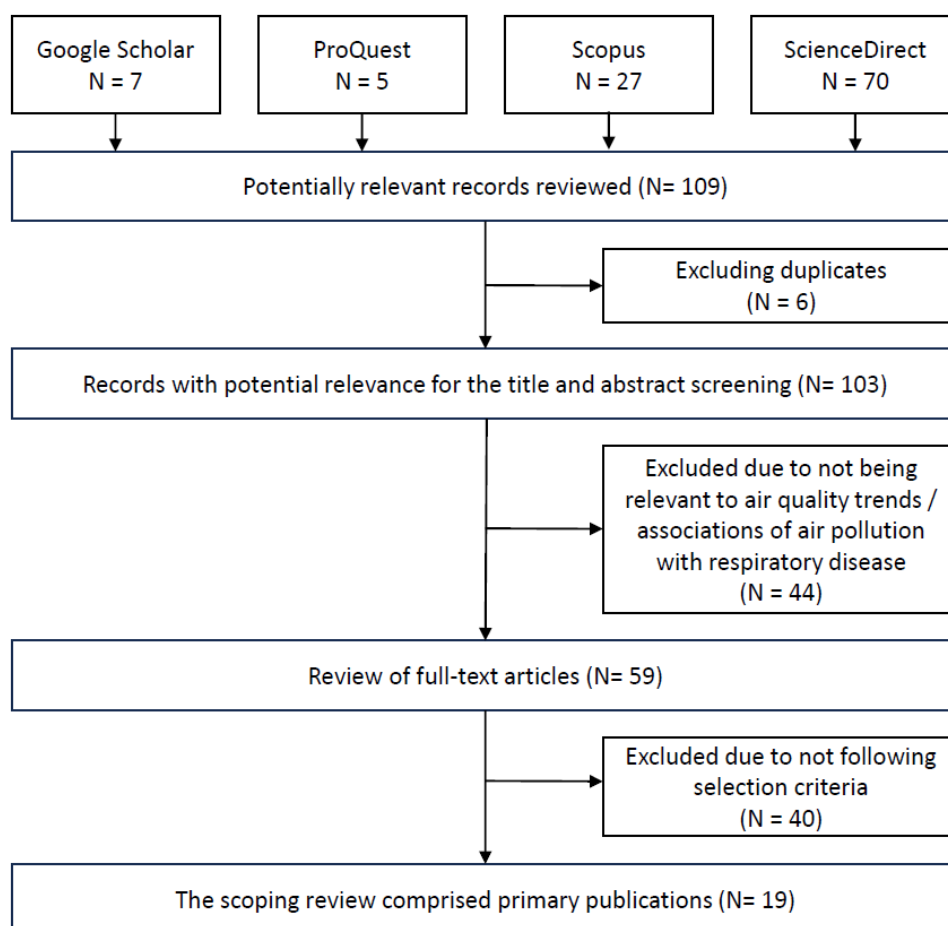 Google Scholar
N = 7
ProQuest
N = 5
Scopus
N = 27
ScienceDirect
N = 70
Potentially relevant records reviewed (N= 109)
Excluding duplicates
(N = 6)
Records with potential relevance for the title and abstract screening (N= 103)
Excluded due to not being
relevant to air quality trends /
associations of air pollution
with respiratory disease
(N = 44)
Review of full-text articles (N= 59)
Excluded due to not following
selection criteria
(N = 40)
The scoping review comprised primary publications (N= 19)